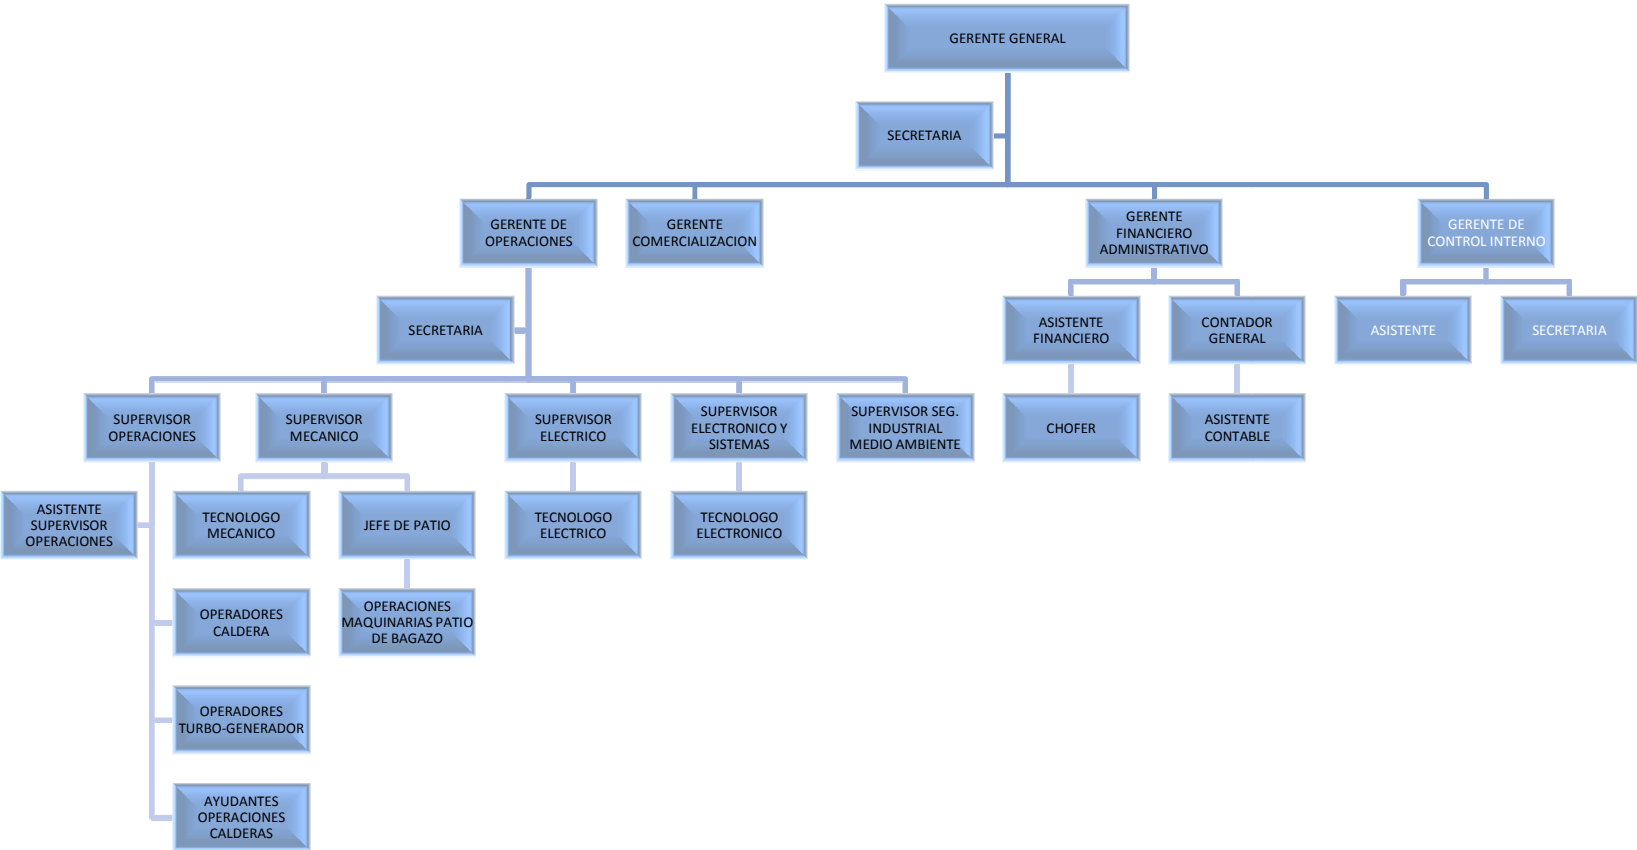 GERENTE GENERAL
SECRETARIA
GERENTE DE
OPERACIONES
GERENTE
COMERCIALIZACION
GERENTE
FINANCIERO
ADMINISTRATIVO
GERENTE DE
CONTROL INTERNO
SECRETARIA
ASISTENTE
FINANCIERO
CONTADOR
GENERAL
ASISTENTE
SECRETARIA
SUPERVISOR
OPERACIONES
SUPERVISOR
MECANICO
SUPERVISOR
ELECTRICO
SUPERVISOR
ELECTRONICO Y
SISTEMAS
SUPERVISOR SEG.
INDUSTRIAL
MEDIO AMBIENTE
CHOFER
ASISTENTE
CONTABLE
ASISTENTE
SUPERVISOR
OPERACIONES
TECNOLOGO
MECANICO
JEFE DE PATIO
TECNOLOGO
ELECTRICO
TECNOLOGO
ELECTRONICO
OPERADORES
CALDERA
OPERACIONES
MAQUINARIAS PATIO
DE BAGAZO
OPERADORES
TURBO-GENERADOR
AYUDANTES
OPERACIONES
CALDERAS